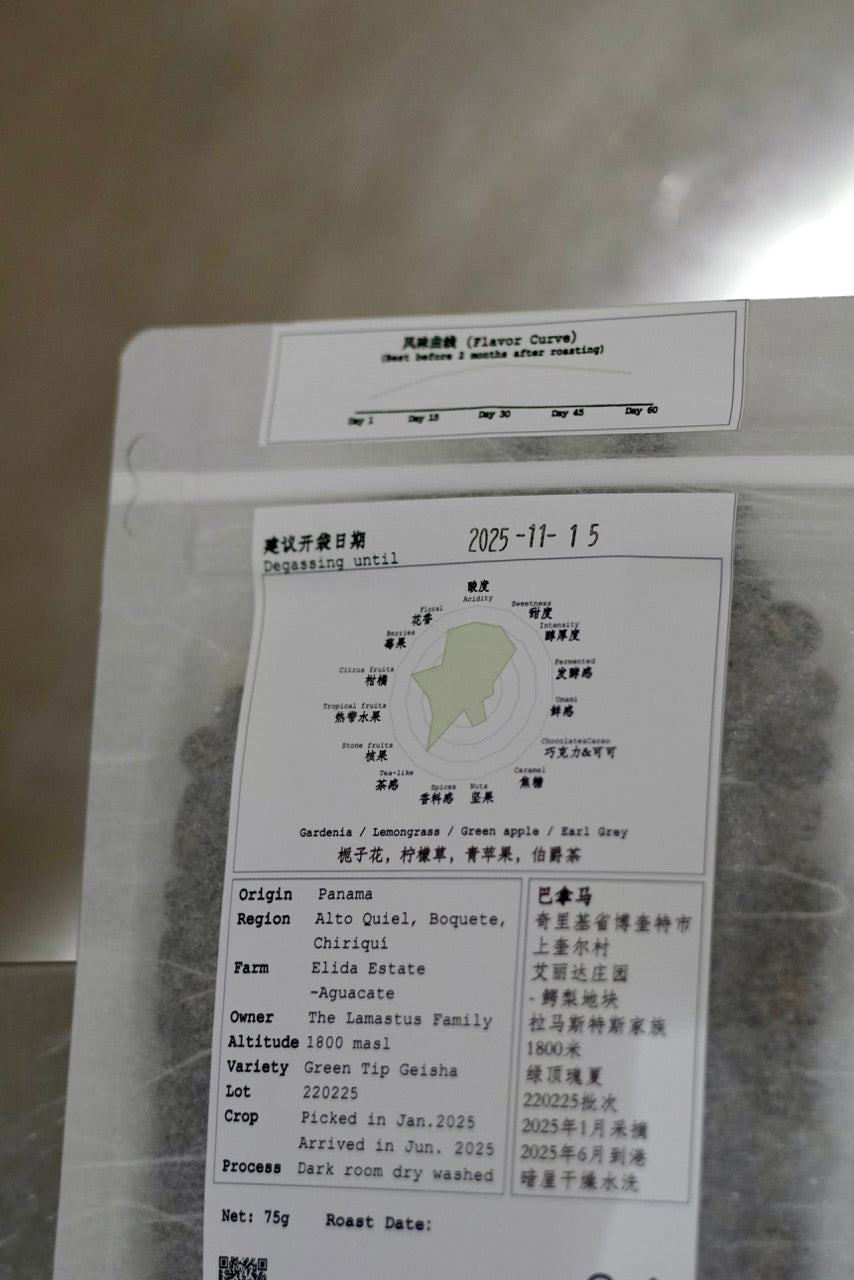 风味曲线 (Flavor Curve)
(Best before 2 months after roasting)
Day 1 Day 15 Day 30 Day 45 Day 60
建议开袋日期 2025-11-15
Degassing until
酸度
Acidity
Sweetness
甜度
Intensity
醇厚度
Fermented
发酵感
Umami
鲜感
Chocolate&Cacao
巧克力&可可
Caramel
焦糖
Nuts
坚果
Spices
香料感
Tea-like
茶感
Stone fruits
核果
Tropical fruits
热带水果
Citrus fruits
柑橘
Berries
莓果
Floral
花香
Gardenia / Lemongrass / Green apple / Earl Grey
栀子花，柠檬草，青苹果，伯爵茶
Origin Panama
Region Alto Quiel, Boquete,
Chiriquí
Farm Elida Estate
-Aguacate
Owner The Lamastus Family
Altitude 1800 masl
Variety Green Tip Geisha
Lot 220225
Crop Picked in Jan.2025
Arrived in Jun. 2025
Process Dark room dry washed
巴拿马
奇里基省博奎特市
上奎尔村
艾丽达庄园
- 鳄梨地块
拉马斯特斯家族
1800米
绿顶瑰夏
220225批次
2025年1月采摘
2025年6月到港
暗屋干燥水洗
Net: 75g Roast Date: